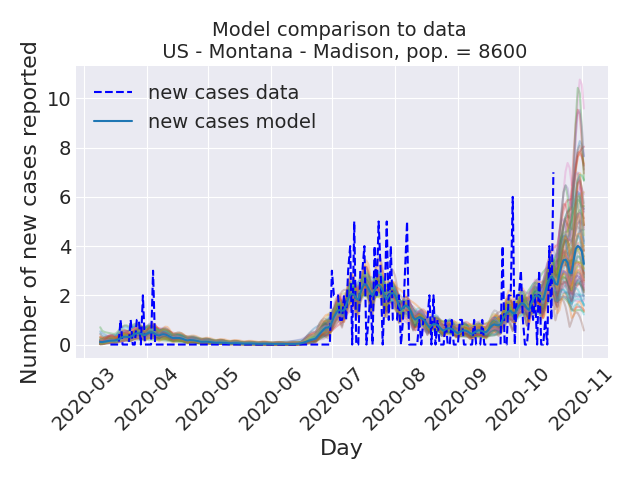 Model comparison to data
US - Montana - Madison, pop. = 8600
Number of new cases reported
10
8
6
4
2
0
new cases data
new cases model
2020-03
2020-04
2020-05
2020-06
2020-07
2020-08
2020-09
2020-10
2020-11
Day